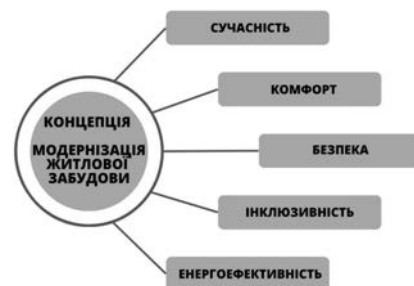 КОНЦЕПЦІЯ
МОДЕРНІЗАЦІЯ
ЖИТЛОВОЇ
ЗАБУДОВИ
СУЧАСНІСТЬ
КОМФОРТ
БЕЗПЕКА
ІНКЛЮЗИВНІСТЬ
ЕНЕРГОЕФЕКТИВНІСТЬ